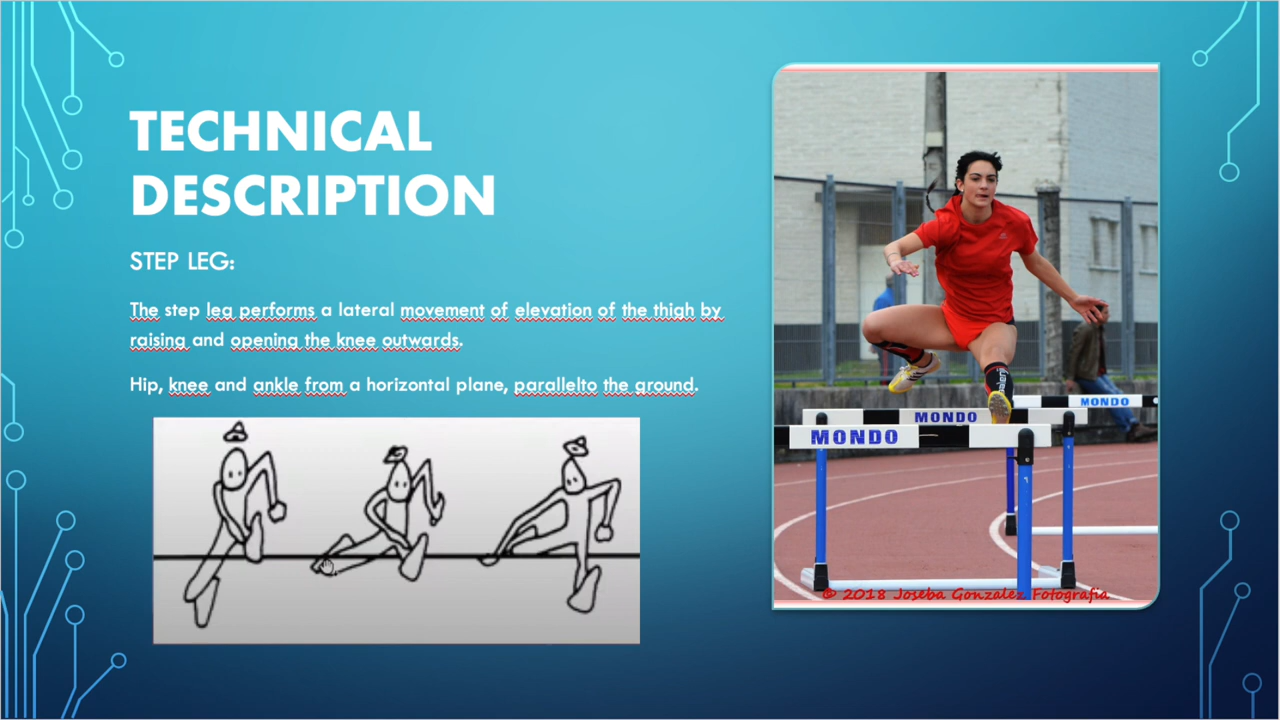 TECHNICAL
DESCRIPTION
STEP LEG:
The step leg performs a lateral movement of elevation of the thigh by
raising and opening the knee outwards.
Hip, knee and ankle from a horizontal plane, parallelto the ground.
MONDO
MONDO
MONDO
© 2018 Joseba Gonzalez Fotografia